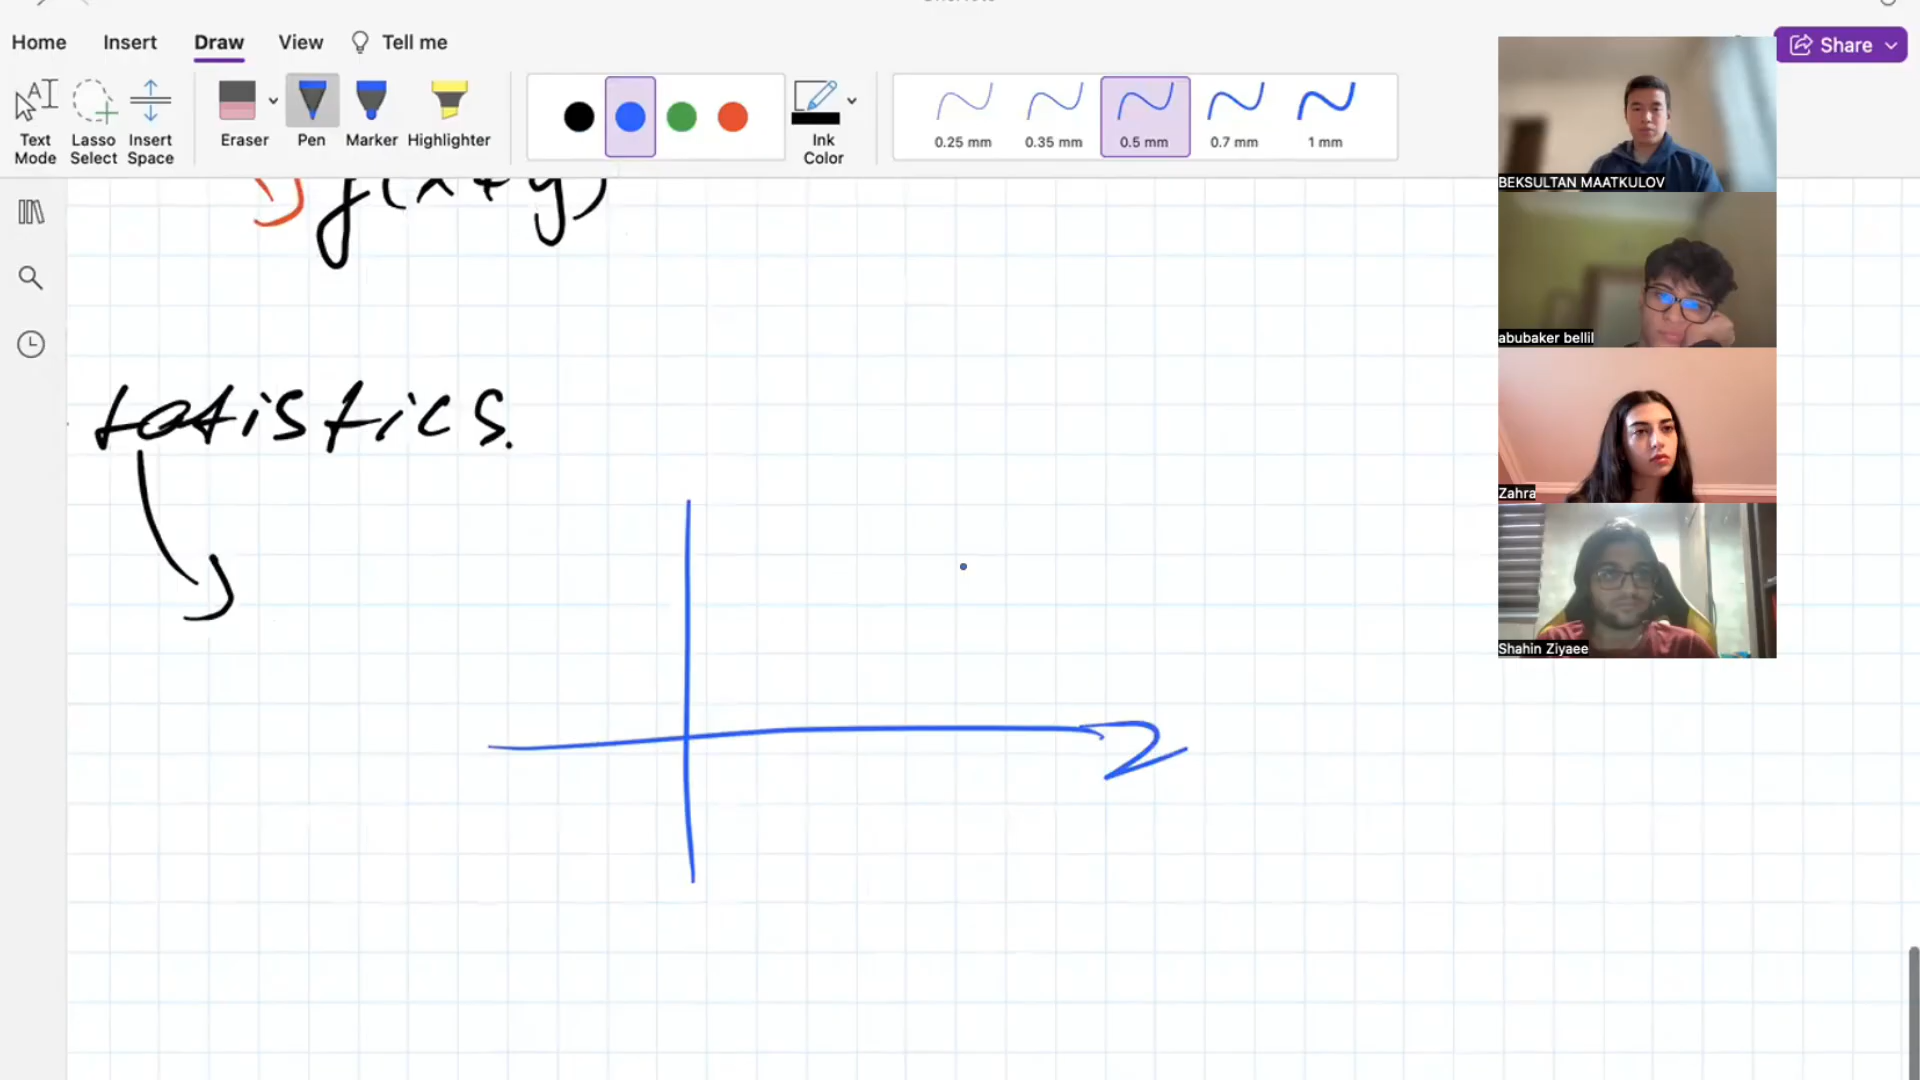 Home Insert Draw View Tell me
Share
Text Mode
Lasso Select
Insert Space
Eraser
Pen
Marker
Highlighter
Ink Color
0.25 mm
0.35 mm
0.5 mm
0.7 mm
1 mm
f(x+y)
tatistics.
BEKSULTAN MAATKULOV
abubaker bellil
Zahra
Shahin Ziyaee